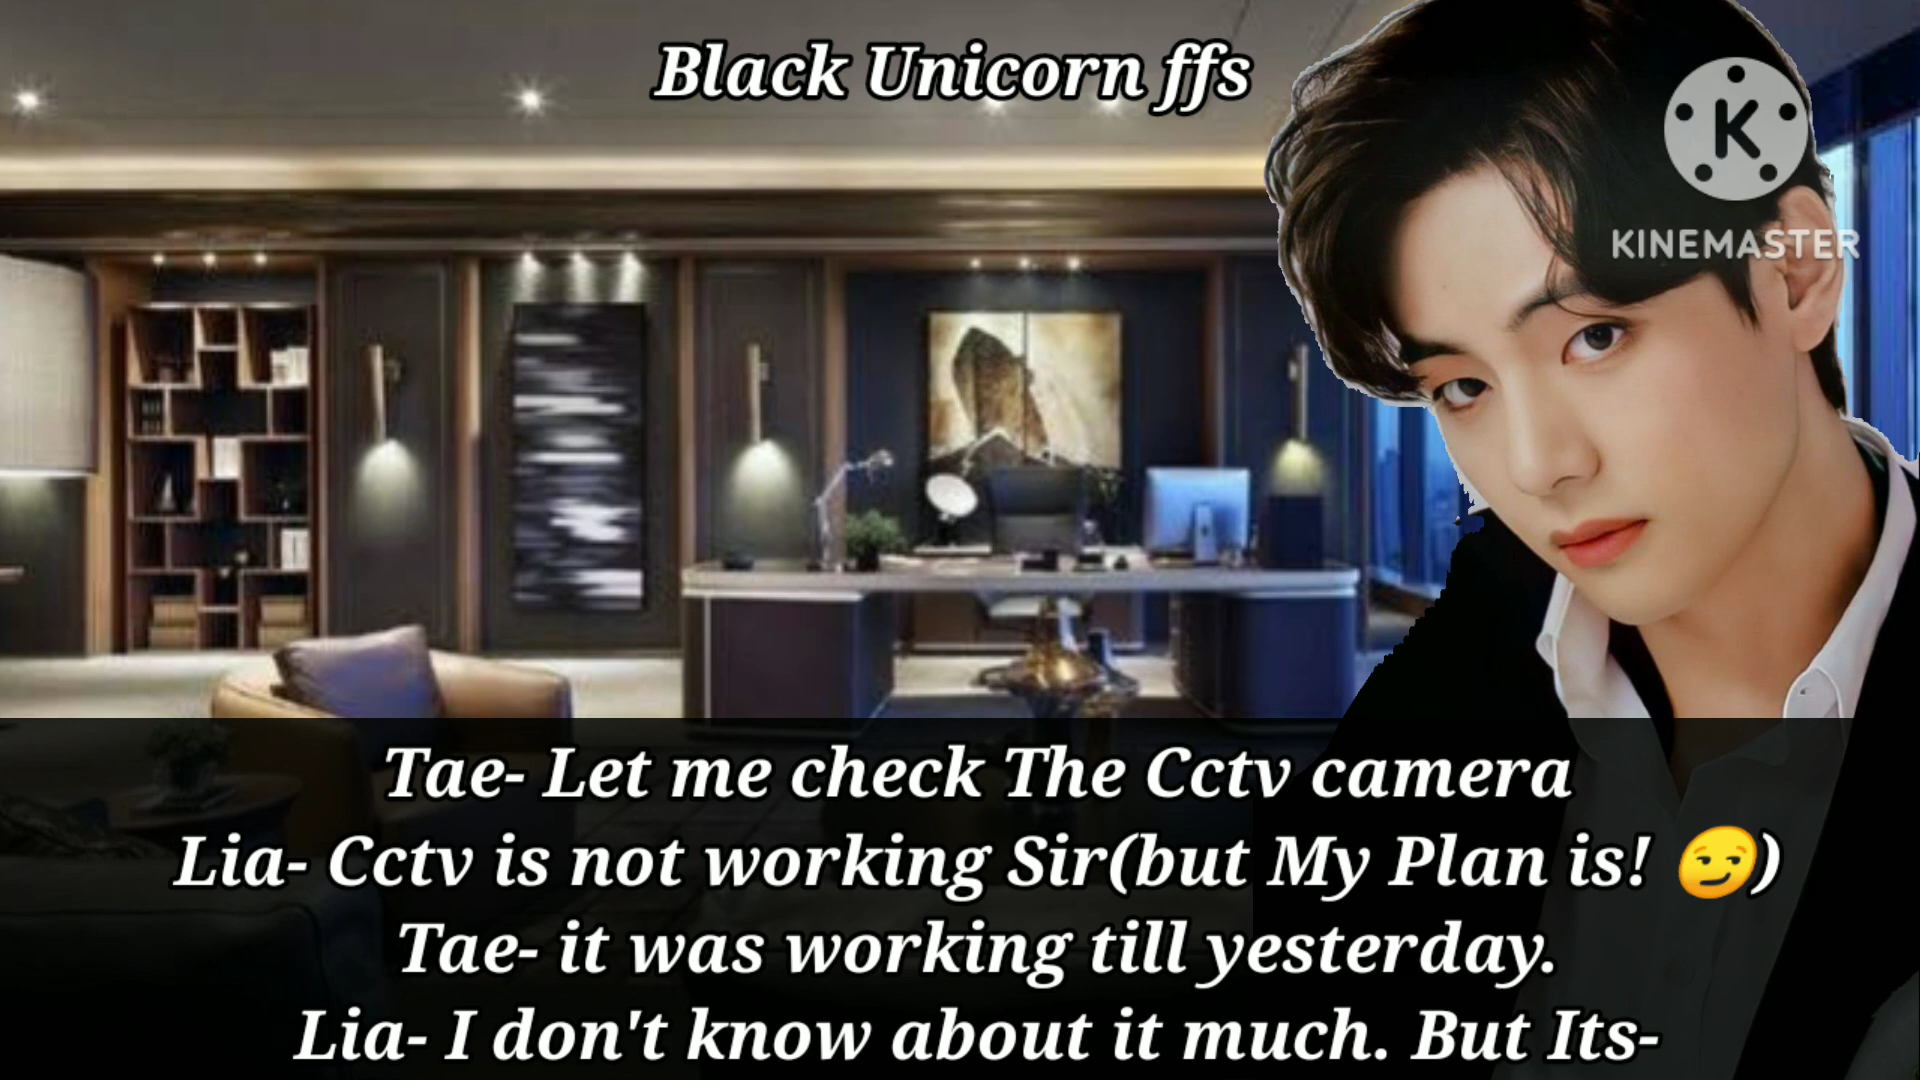 Black Unicorn ffs
K
KINEMASTER
Tae- Let me check The Cctv camera
Lia- Cctv is not working Sir(but My Plan is! 😏)
Tae- it was working till yesterday.
Lia- I don't know about it much. But Its-